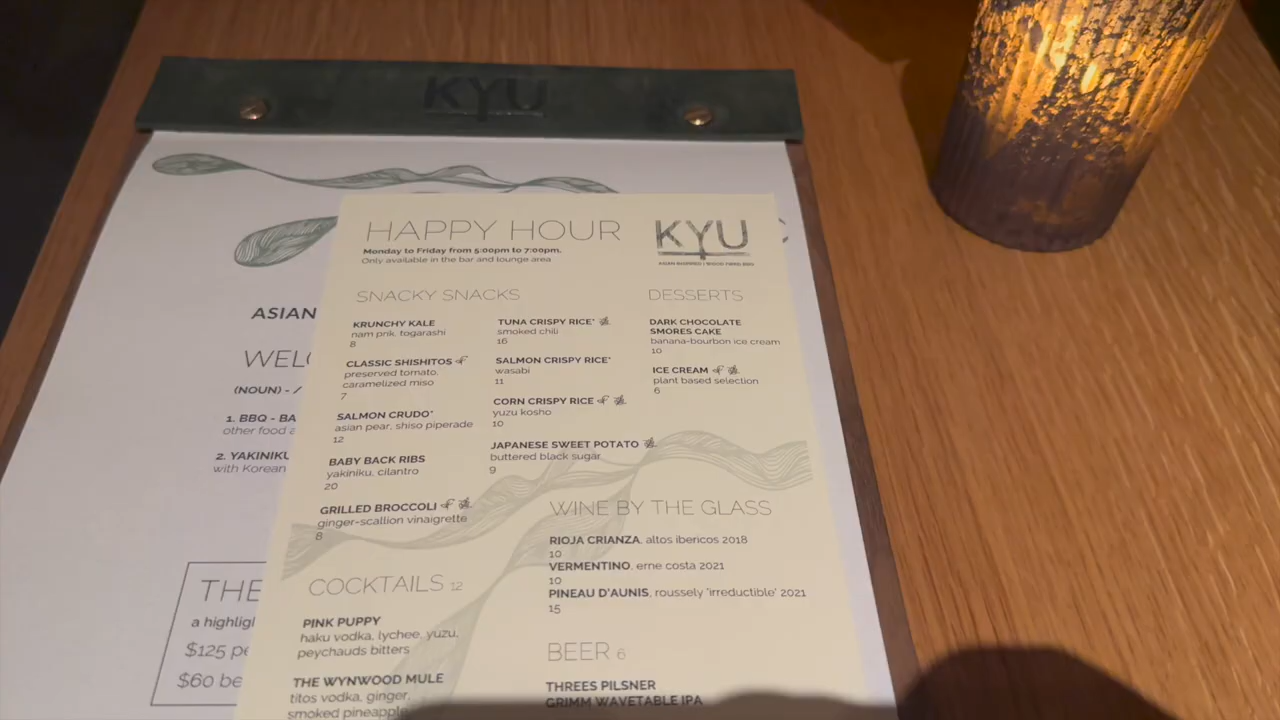 KYU
HAPPY HOUR
KYU
Monday to Friday from 5:00pm to 7:00pm,
Only available in the bar and lounge area
ASIAN INSPIRED | WOOD FIRED BBQ
SNACKY SNACKS
KRUNCHY KALE
nam pnk, togarashi
8
CLASSIC SHISHITOS
preserved tomato,
caramelized miso
7
SALMON CRUDO*
asian pear, shiso piperade
12
BABY BACK RIBS
yakiniku, cilantro
20
GRILLED BROCCOLI
ginger-scallion vinaigrette
8
TUNA CRISPY RICE*
smoked chili
16
SALMON CRISPY RICE*
wasabi
11
CORN CRISPY RICE
yuzu kosho
10
JAPANESE SWEET POTATO
buttered black sugar
9
DESSERTS
DARK CHOCOLATE
SMORES CAKE
banana-bourbon ice cream
10
ICE CREAM
plant based selection
6
COCKTAILS 12
PINK PUPPY
haku vodka, lychee, yuzu,
peychauds bitters
THE WYNWOOD MULE
titos vodka, ginger,
smoked pineapple
WINE BY THE GLASS
RIOJA CRIANZA, altos ibericos 2018
10
VERMENTINO, erne costa 2021
10
PINEAU D'AUNIS, roussely 'irreductible' 2021
15
BEER 6
THREES PILSNER
GRIMM WAVETABLE IPA
ASIAN
WELC
(NOUN) - /
1. BBQ - BA
other food a
2. YAKINIKU
with Korean
THE
a highligh
$125 pe
$60 be